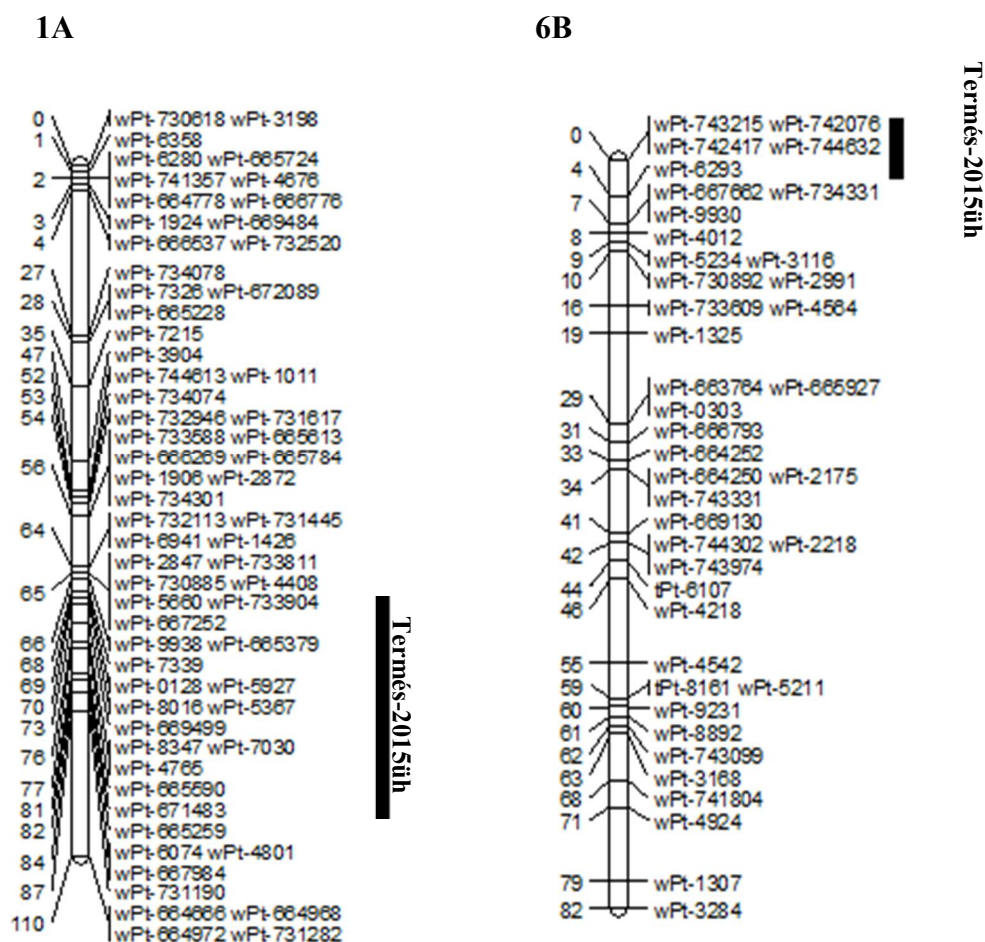 1A
0
1
2
3
4
27
28
35
47
52
53
54
56
64
65
66
68
69
70
73
76
77
81
82
84
87
110
wPt-730618 wPt-3198
wPt-6358
wPt-6280 wPt-665724
wPt-741357 wPt-4676
wPt-664778 wPt-666776
wPt-1924 wPt-669484
wPt-666537 wPt-732520
wPt-734078
wPt-7326 wPt-672089
wPt-665228
wPt-7215
wPt-3904
wPt-744613 wPt-1011
wPt-734074
wPt-732946 wPt-731617
wPt-733588 wPt-665613
wPt-666269 wPt-665784
wPt-1906 wPt-2872
wPt-734301
wPt-732113 wPt-731445
wPt-6941 wPt-1426
wPt-2847 wPt-733811
wPt-730885 wPt-4408
wPt-5660 wPt-733904
wPt-667252
wPt-9938 wPt-665379
wPt-7339
wPt-0128 wPt-5927
wPt-8016 wPt-5367
wPt-669499
wPt-8347 wPt-7030
wPt-4765
wPt-665590
wPt-671483
wPt-665259
wPt-6074 wPt-4801
wPt-667984
wPt-731190
wPt-664666 wPt-664968
wPt-664972 wPt-731282
Termés-2015üh
6B
0
4
7
8
9
10
16
19
29
31
33
34
41
42
44
46
55
59
60
61
62
63
68
71
79
82
wPt-743215 wPt-742076
wPt-742417 wPt-744632
wPt-6293
wPt-667662 wPt-734331
wPt-9930
wPt-4012
wPt-5234 wPt-3116
wPt-730892 wPt-2991
wPt-733609 wPt-4564
wPt-1325
wPt-663764 wPt-665927
wPt-0303
wPt-666793
wPt-664252
wPt-664250 wPt-2175
wPt-743331
wPt-669130
wPt-744302 wPt-2218
wPt-743974
tPt-6107
wPt-4218
wPt-4542
tPt-8161 wPt-5211
wPt-9231
wPt-8892
wPt-743099
wPt-3168
wPt-741804
wPt-4924
wPt-1307
wPt-3284
Termés-2015üh